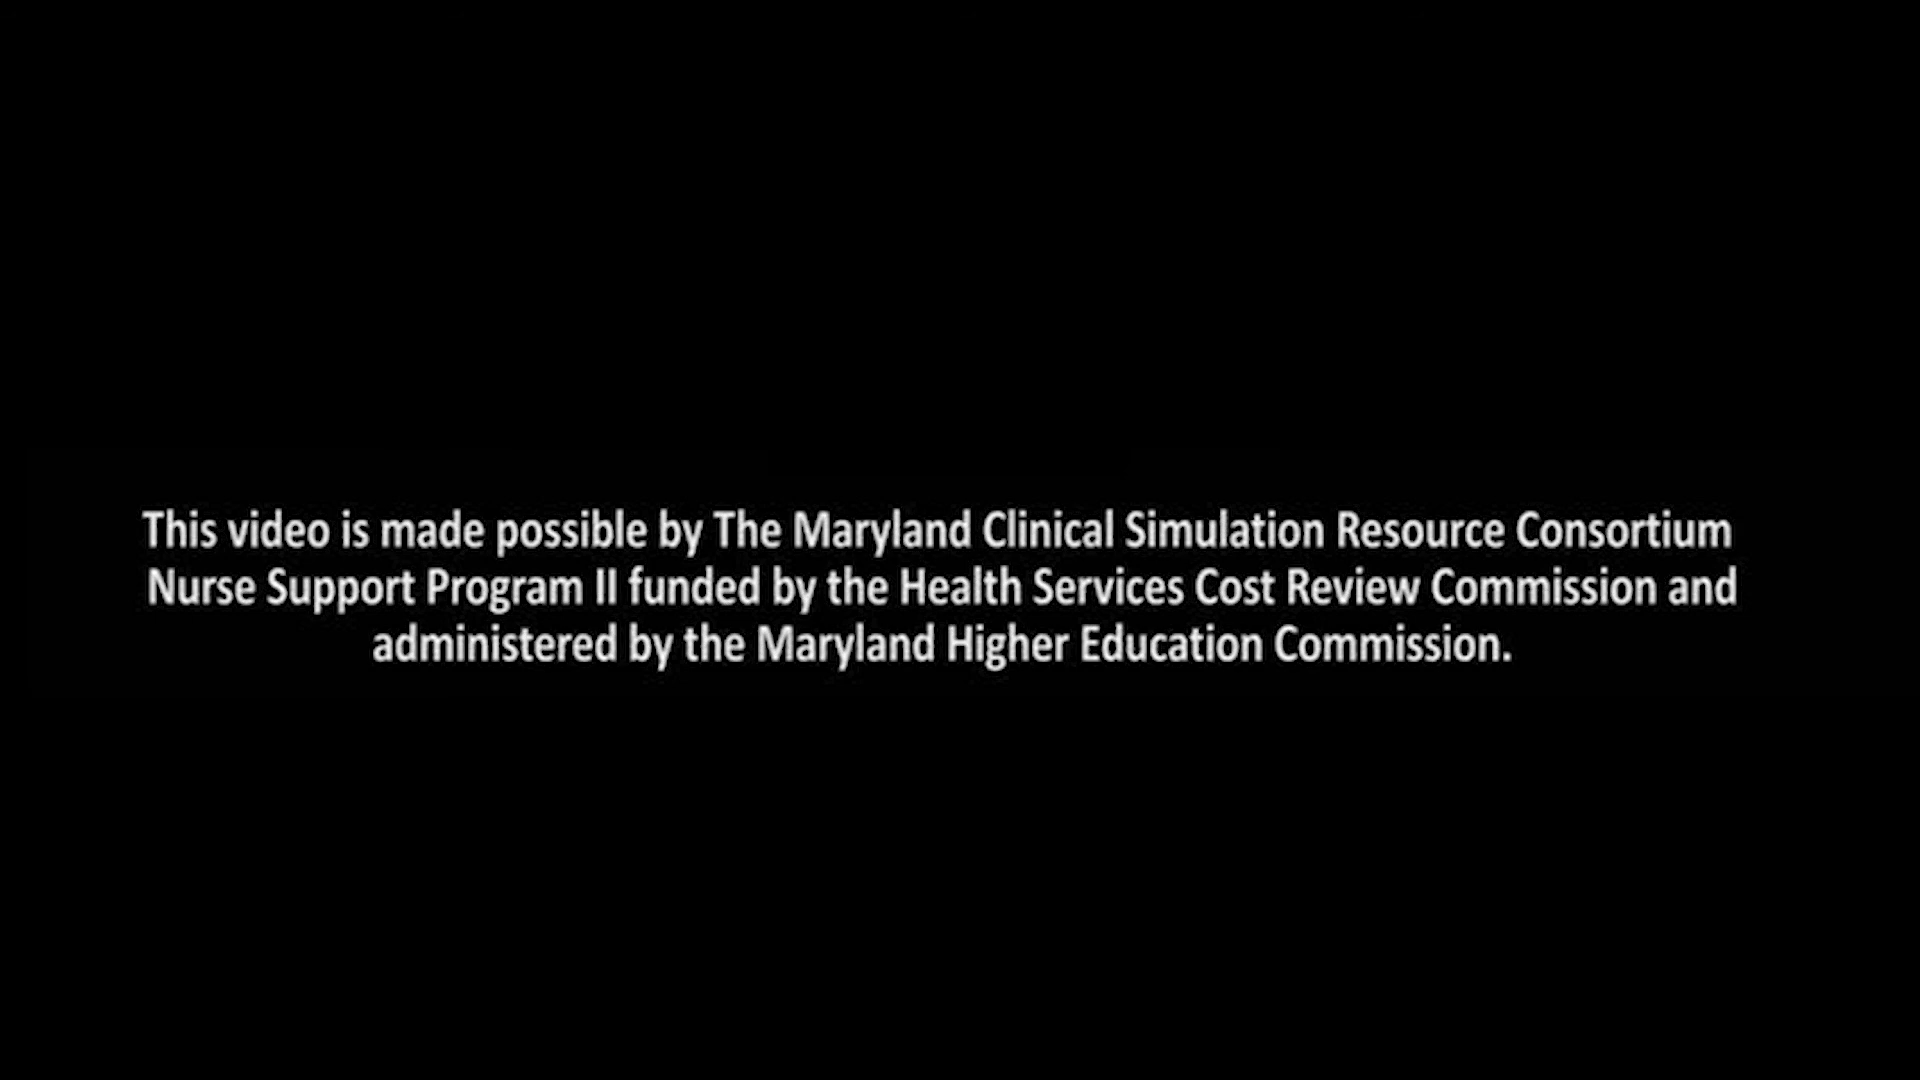 This video is made possible by The Maryland Clinical Simulation Resource Consortium
Nurse Support Program II funded by the Health Services Cost Review Commission and
administered by the Maryland Higher Education Commission.